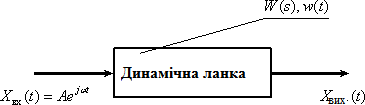 W(s), w(t)
Динамічна ланка
X_вх (t) = Ae^{jωt}
X_вих. (t)